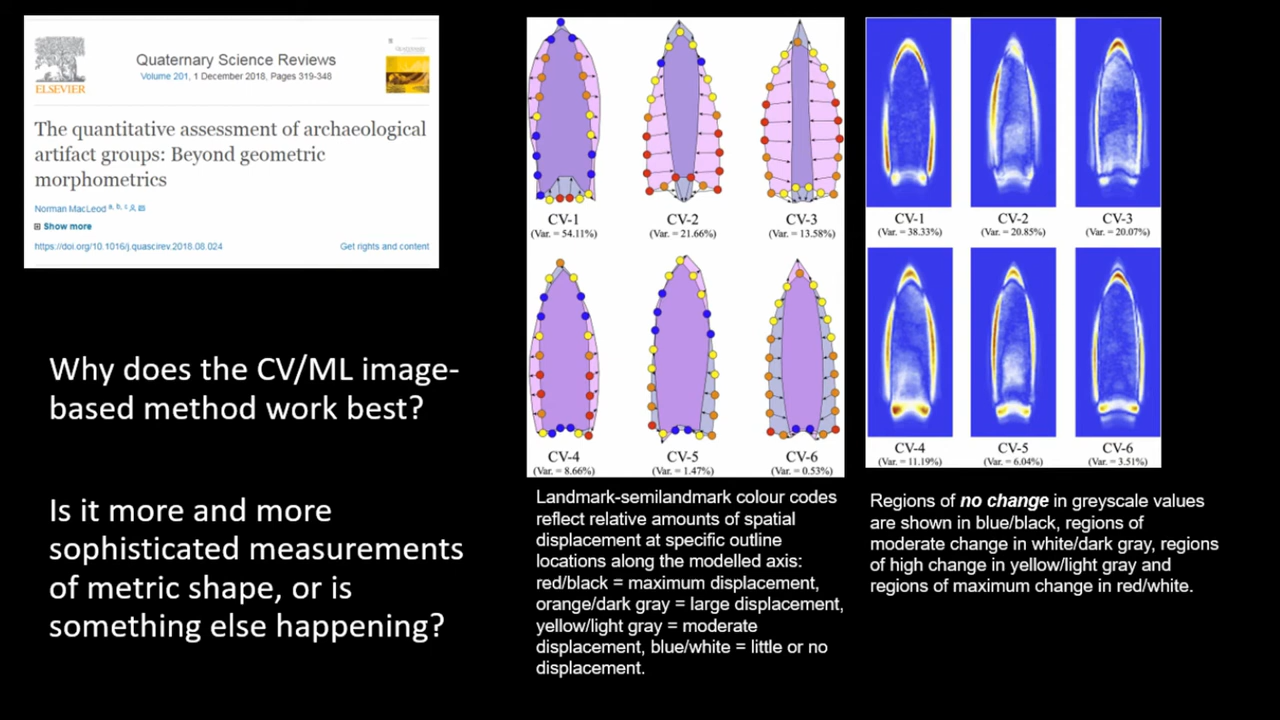 ELSEVIER
Quaternary Science Reviews
Volume 201, 1 December 2018, Pages 319-348
The quantitative assessment of archaeological
artifact groups: Beyond geometric
morphometrics
Norman MacLeod a, b, c
Show more
https://doi.org/10.1016/j.quascirev.2018.08.024
Get rights and content
Why does the CV/ML image-
based method work best?
Is it more and more
sophisticated measurements
of metric shape, or is
something else happening?
CV-1
(Var. = 54.11%)
CV-2
(Var. = 21.66%)
CV-3
(Var. = 13.58%)
CV-4
(Var. = 8.66%)
CV-5
(Var. = 1.47%)
CV-6
(Var. = 0.53%)
Landmark-semilandmark colour codes
reflect relative amounts of spatial
displacement at specific outline
locations along the modelled axis:
red/black = maximum displacement,
orange/dark gray = large displacement,
yellow/light gray = moderate
displacement, blue/white = little or no
displacement.
CV-1
(Var. = 38.33%)
CV-2
(Var. = 20.85%)
CV-3
(Var. = 20.07%)
CV-4
(Var. = 11.19%)
CV-5
(Var. = 6.04%)
CV-6
(Var. = 3.51%)
Regions of no change in greyscale values
are shown in blue/black, regions of
moderate change in white/dark gray, regions
of high change in yellow/light gray and
regions of maximum change in red/white.